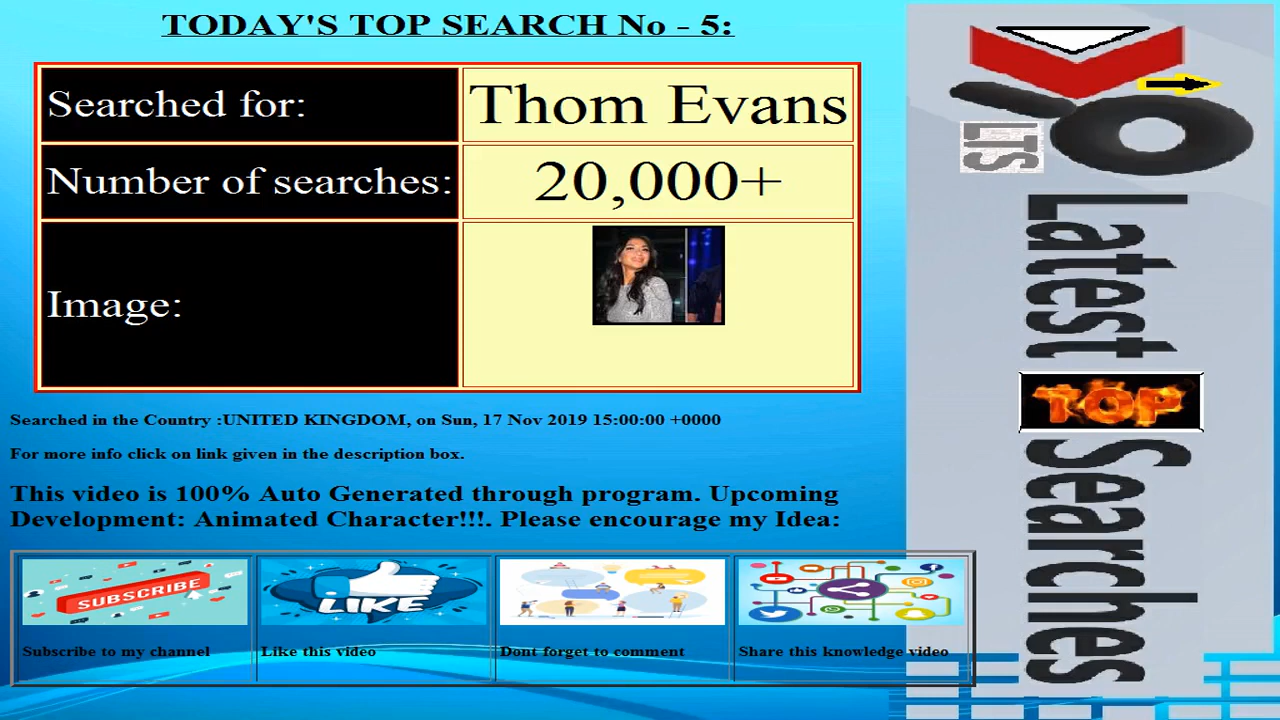 TODAY'S TOP SEARCH No - 5:
Searched for:
Thom Evans
Number of searches:
20,000+
Image:
Searched in the Country :UNITED KINGDOM, on Sun, 17 Nov 2019 15:00:00 +0000
For more info click on link given in the description box.
This video is 100% Auto Generated through program. Upcoming
Development: Animated Character!!!. Please encourage my Idea:
SUBSCRIBE
LIKE
Subscribe to my channel
Like this video
Dont forget to comment
Share this knowledge video
LTS
Latest
TOP
Searches